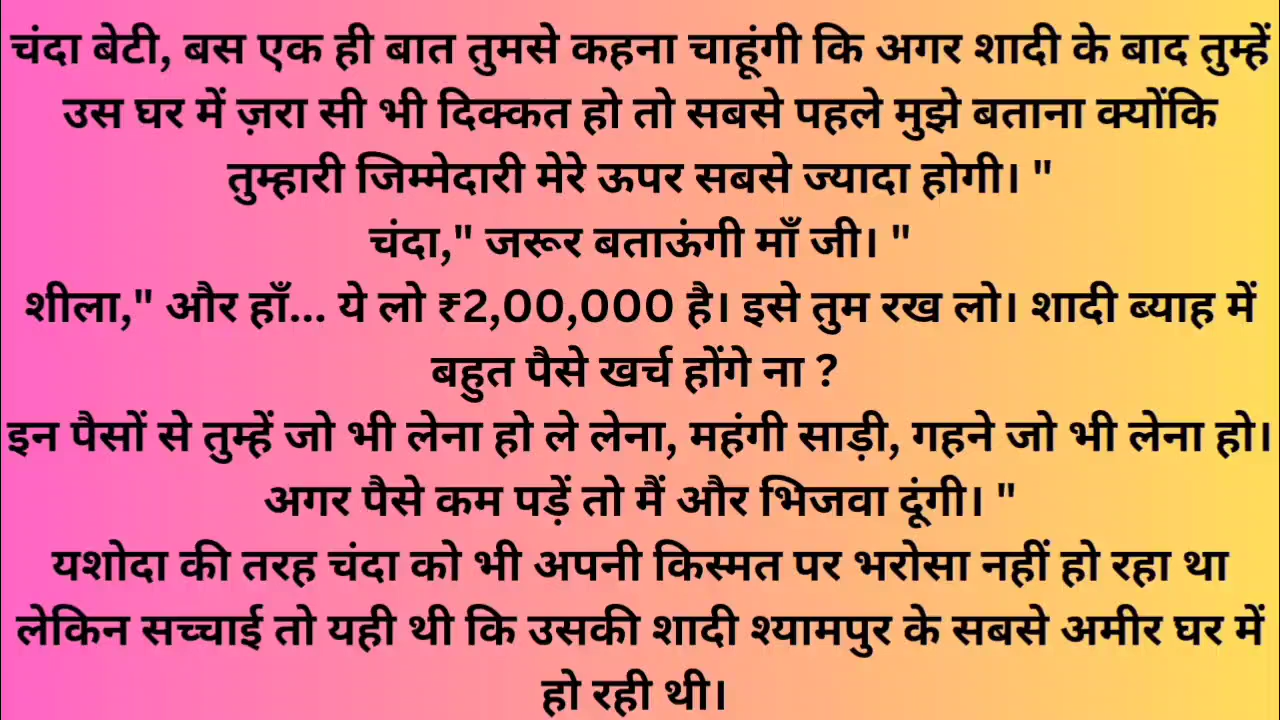 चंदा बेटी, बस एक ही बात तुमसे कहना चाहूंगी कि अगर शादी के बाद तुम्हें
उस घर में ज़रा सी भी दिक्कत हो तो सबसे पहले मुझे बताना क्योंकि
तुम्हारी जिम्मेदारी मेरे ऊपर सबसे ज्यादा होगी। "
चंदा," जरूर बताऊंगी माँ जी। "
शीला," और हाँ... ये लो ₹2,00,000 है। इसे तुम रख लो। शादी ब्याह में
बहुत पैसे खर्च होंगे ना ?
इन पैसों से तुम्हें जो भी लेना हो ले लेना, महंगी साड़ी, गहने जो भी लेना हो।
अगर पैसे कम पड़ें तो मैं और भिजवा दूंगी। "
यशोदा की तरह चंदा को भी अपनी किस्मत पर भरोसा नहीं हो रहा था
लेकिन सच्चाई तो यही थी कि उसकी शादी श्यामपुर के सबसे अमीर घर में
हो रही थी।